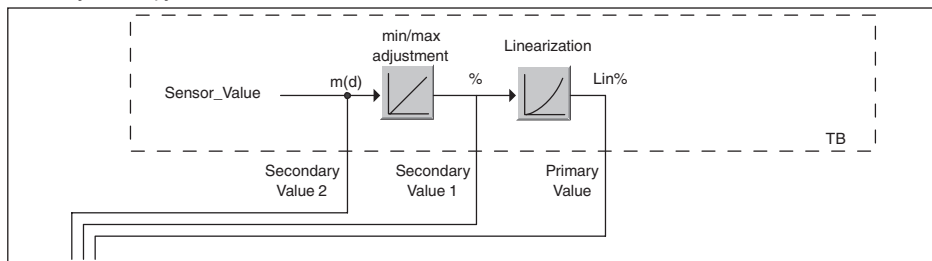 min/max
adjustment
Linearization
Sensor_Value
m(d)
%
Lin%
TB
Secondary
Value 2
Secondary
Value 1
Primary
Value